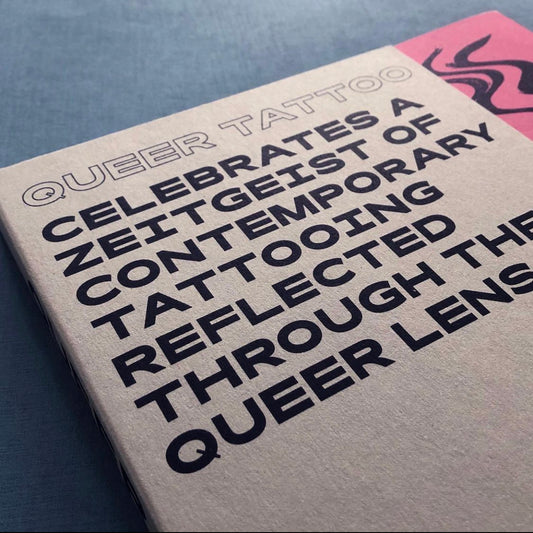 QUEER TATTOO
CELEBRATES A
ZEITGEIST OF
CONTEMPORARY
TATTOOING
REFLECTED
THROUGH THE
QUEER LENS